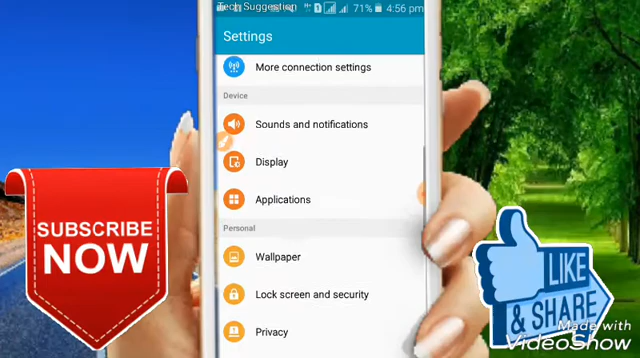 Tech Suggestion
71% 4:56 pm
Settings
More connection settings
Device
Sounds and notifications
Display
Applications
Personal
Wallpaper
Lock screen and security
Privacy
SUBSCRIBE
NOW
LIKE
& SHARE
Made with
VideoShow